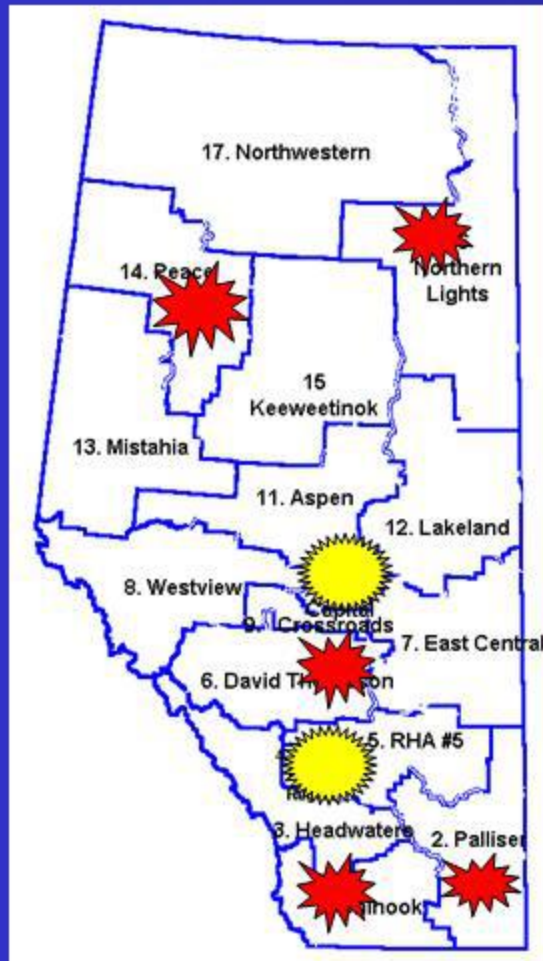 17. Northwestern
14. Peace
Northern
Lights
15
Keeweetinok
13. Mistahia
11. Aspen
12. Lakeland
8. Westview
Capital
9. Crossroads
7. East Central
6. David
5. RHA #5
3. Headwaters
2. Palliser